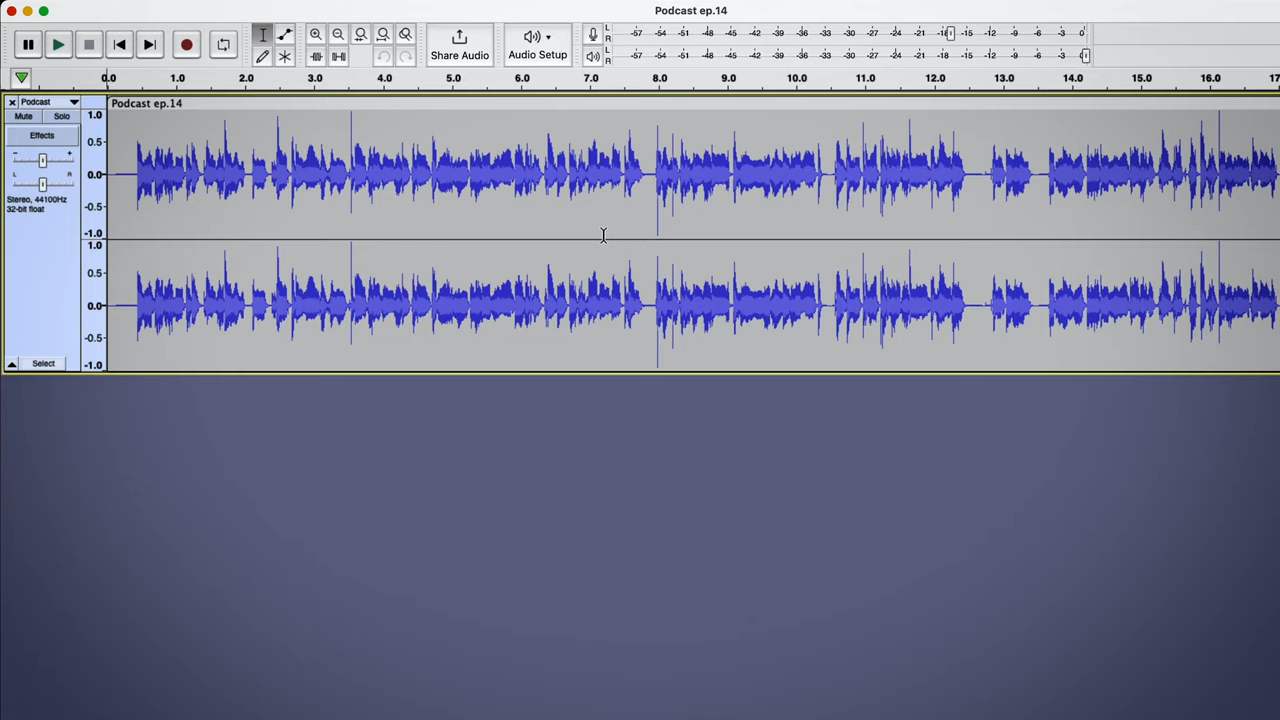 Podcast ep.14
Share Audio
Audio Setup
L
R
-57 -54 -51 -48 -45 -42 -39 -36 -33 -30 -27 -24 -21 -18 -15 -12 -9 -6 -3 0
L
R
-57 -54 -51 -48 -45 -42 -39 -36 -33 -30 -27 -24 -21 -18 -15 -12 -9 -6 -3 0
0.0 1.0 2.0 3.0 4.0 5.0 6.0 7.0 8.0 9.0 10.0 11.0 12.0 13.0 14.0 15.0 16.0 17
Podcast
Podcast ep.14
Mute Solo
Effects
- +
L R
Stereo, 44100Hz
32-bit float
Select
1.0
0.5
0.0
-0.5
-1.0
1.0
0.5
0.0
-0.5
-1.0